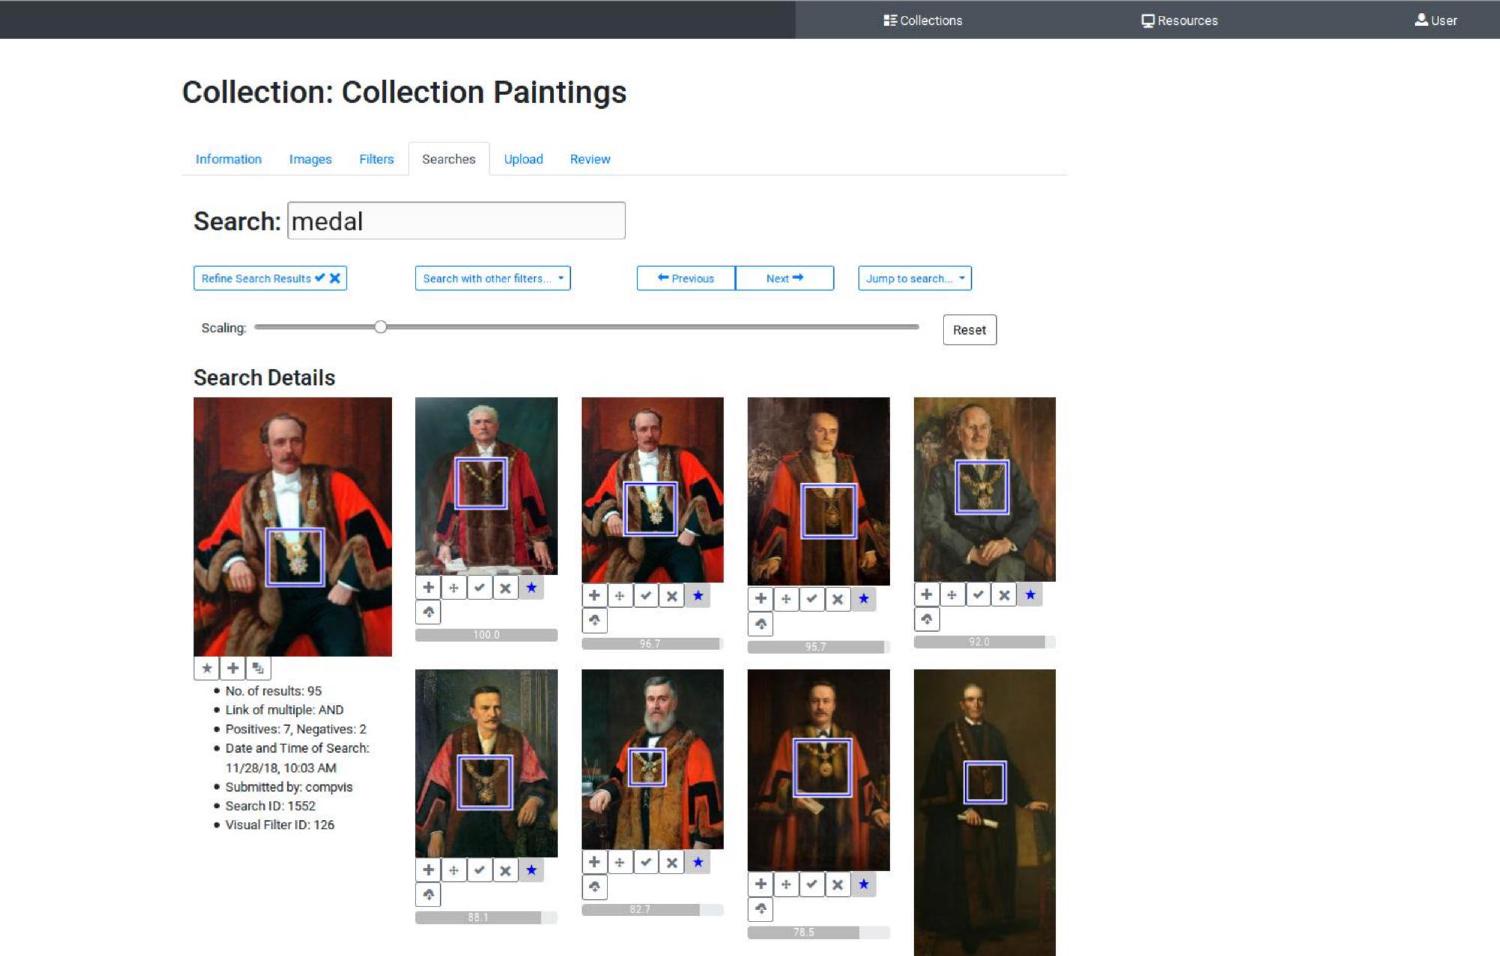 Collections Resources User
Collection: Collection Paintings
Information Images Filters Searches Upload Review
Search: medal
Refine Search Results Search with other filters... Previous Next Jump to search...
Scaling: Reset
Search Details
100.0
96.7
95.7
92.0
No. of results: 95
Link of multiple: AND
Positives: 7, Negatives: 2
Date and Time of Search:
11/28/18, 10:03 AM
Submitted by: compvis
Search ID: 1552
Visual Filter ID: 126
88.1
82.7
78.5